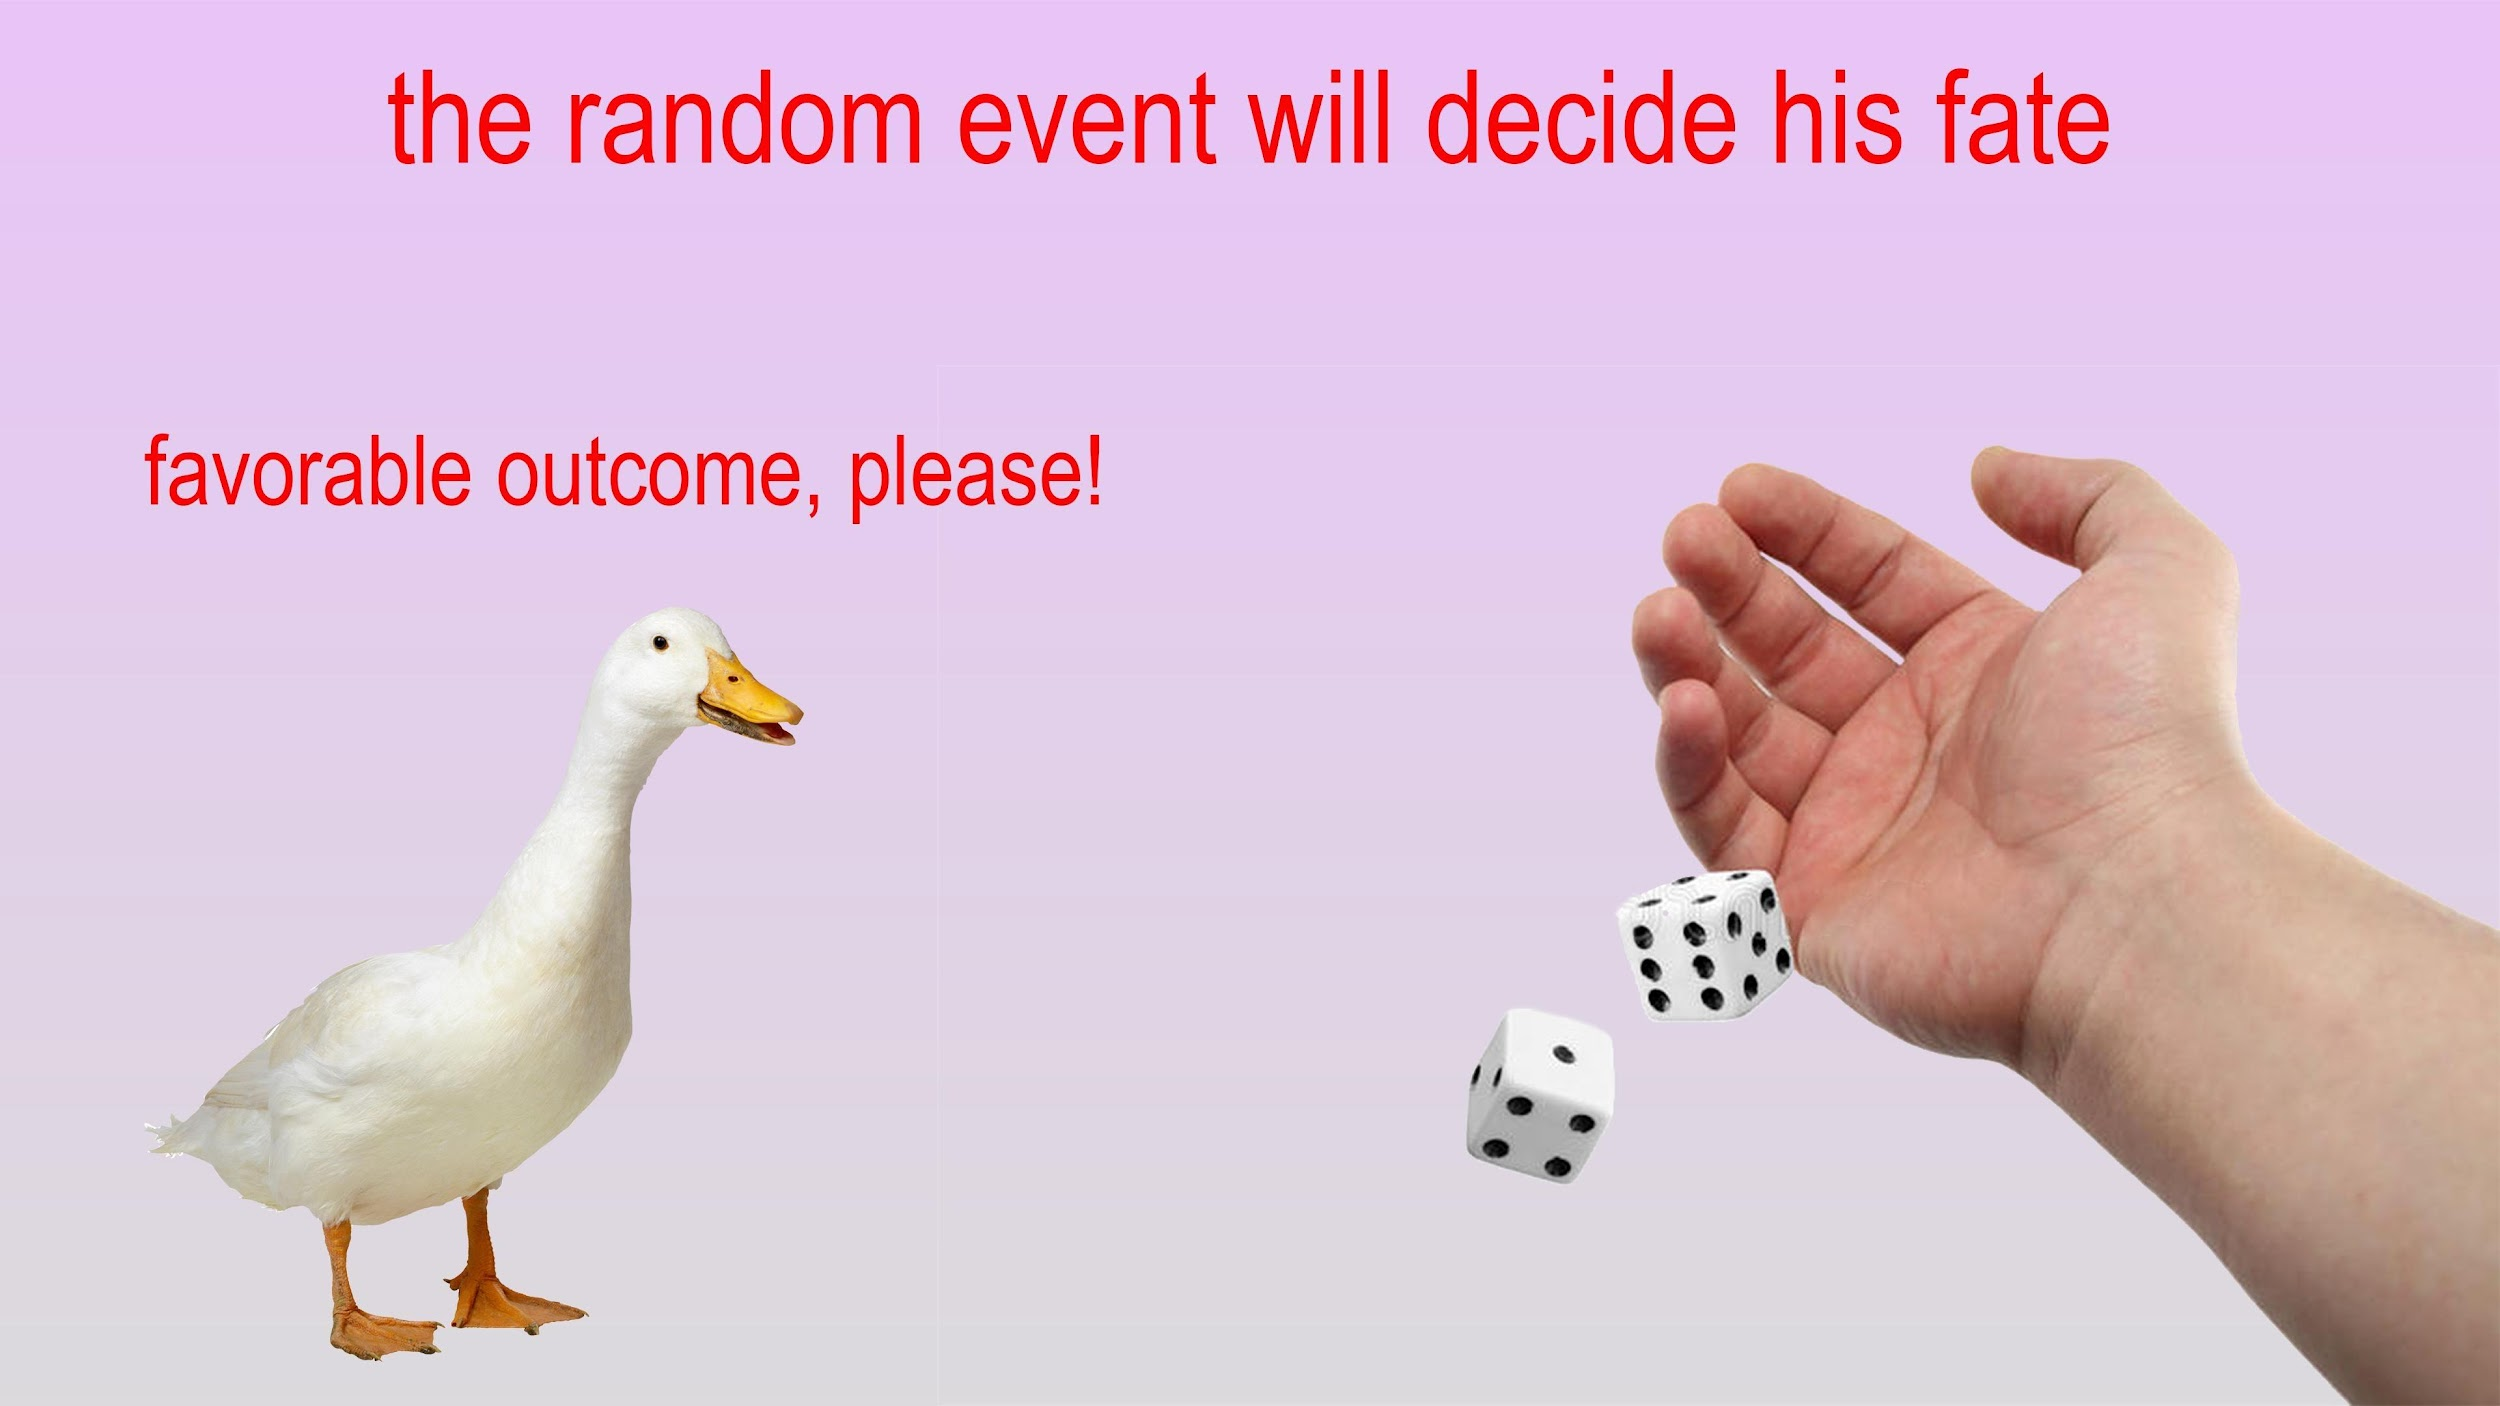 the random event will decide his fate
favorable outcome, please!